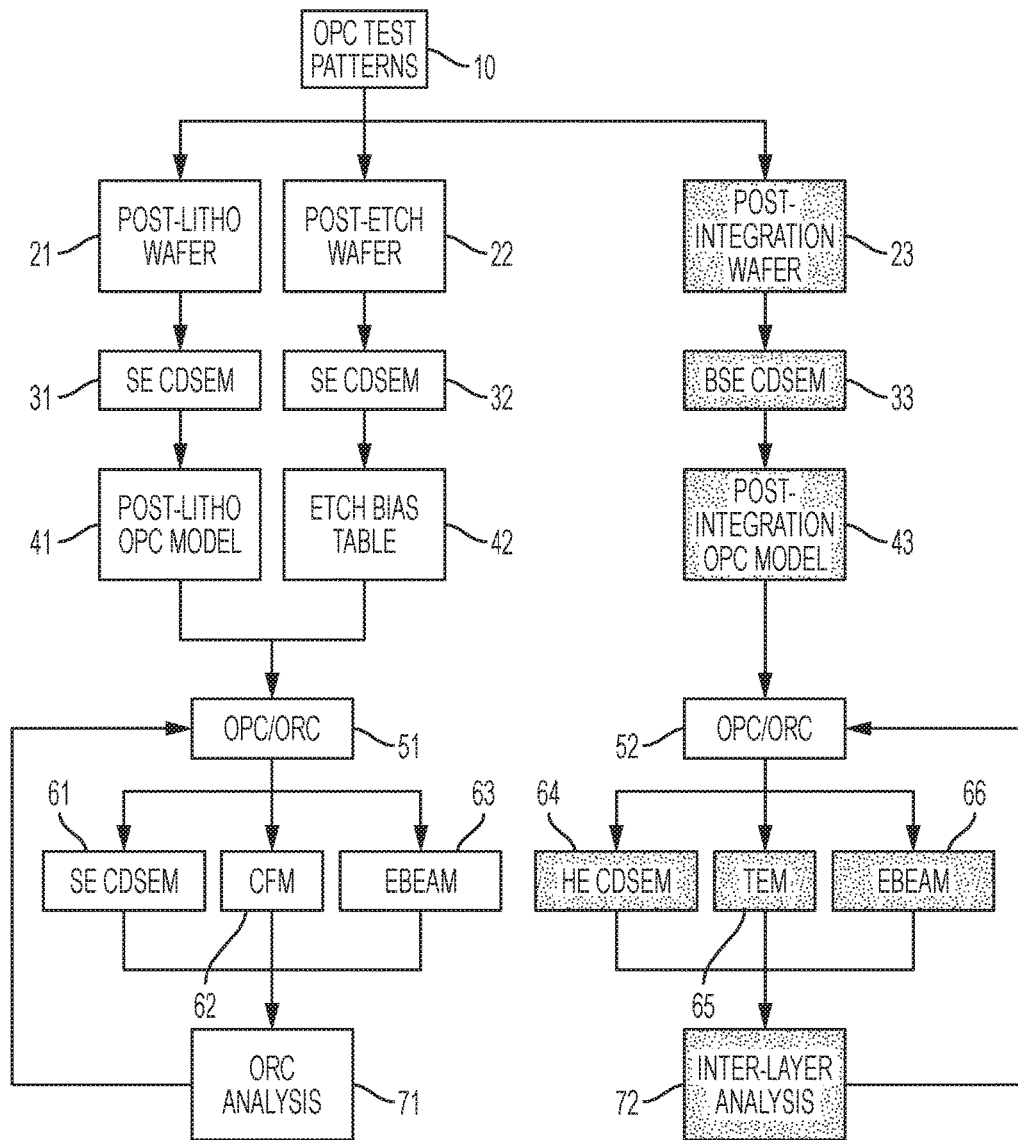 OPC TEST
PATTERNS
10
POST-LITHO
WAFER
21
POST-ETCH
WAFER
22
POST-
INTEGRATION
WAFER
23
SE CDSEM
31
SE CDSEM
32
BSE CDSEM
33
POST-LITHO
OPC MODEL
41
ETCH BIAS
TABLE
42
POST-
INTEGRATION
OPC MODEL
43
OPC/ORC
51
OPC/ORC
52
61
63
64
66
SE CDSEM
CFM
EBEAM
HE CDSEM
TEM
EBEAM
62
65
ORC
ANALYSIS
71
INTER-LAYER
ANALYSIS
72